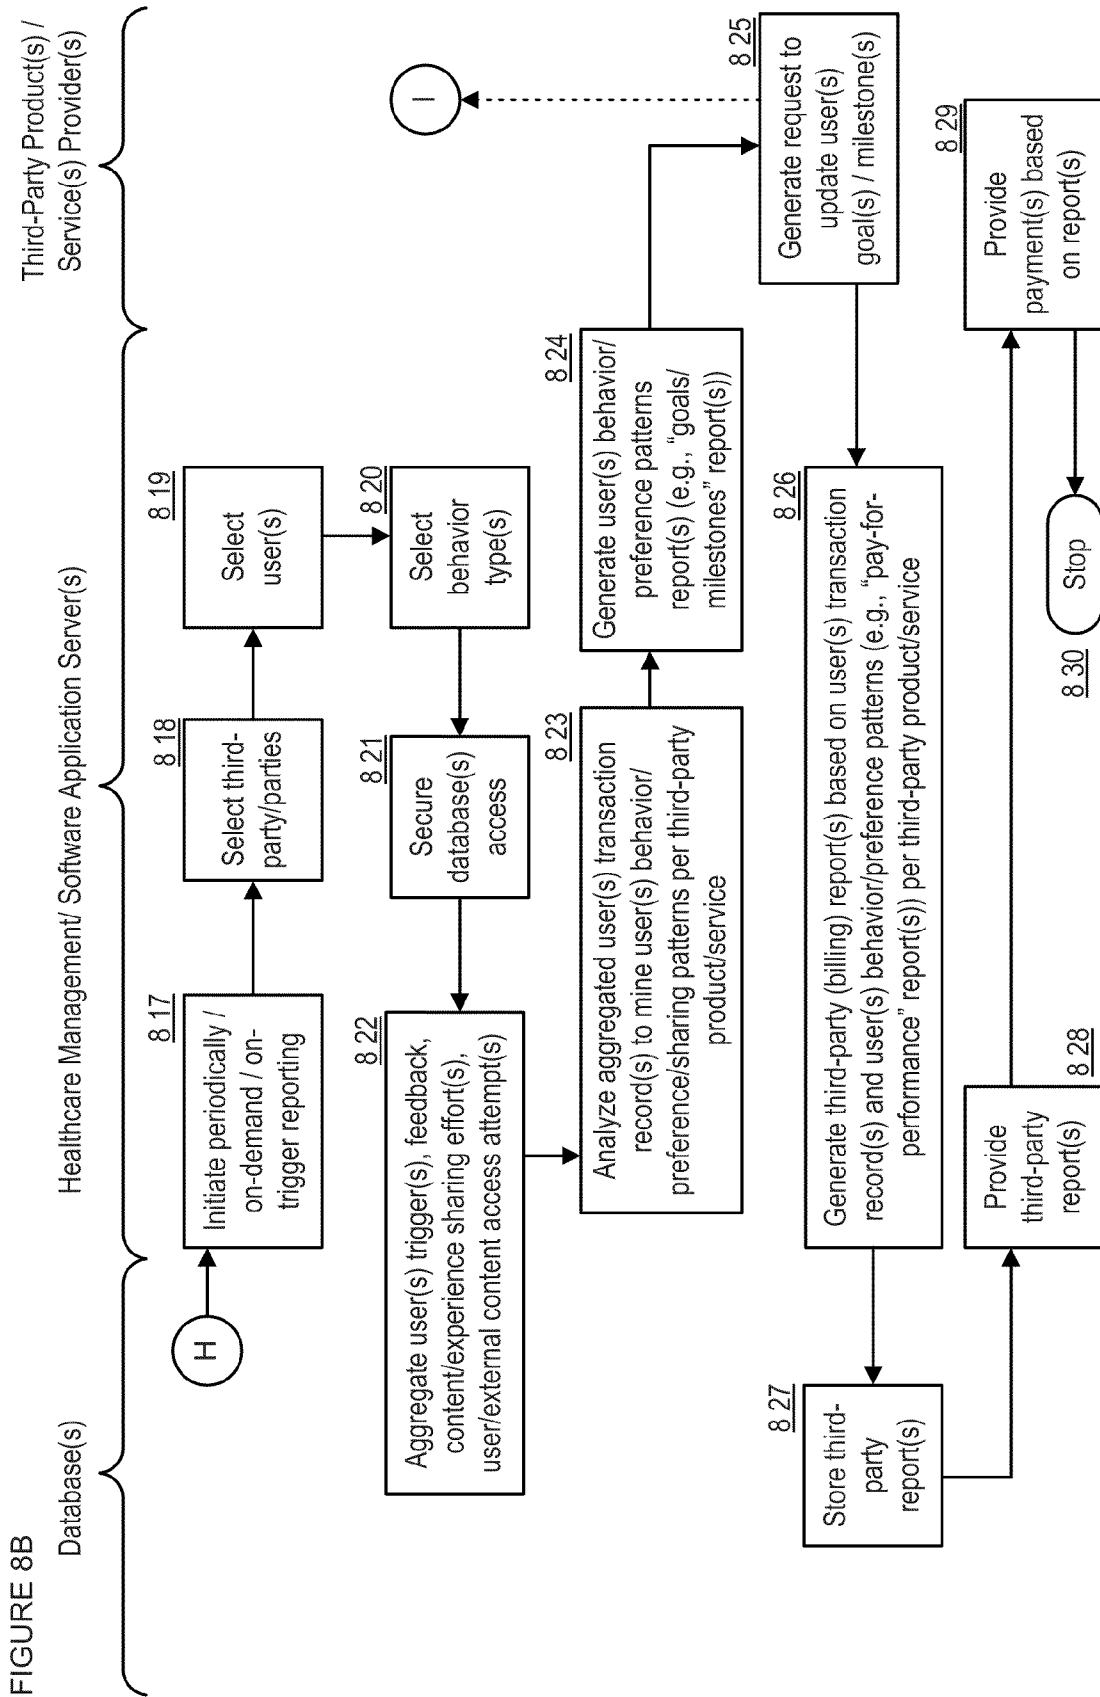 FIGURE 8B
Database(s)
Healthcare Management/ Software Application Server(s)
Third-Party Product(s) /
Service(s) Provider(s)
H
8 17
Initiate periodically /
on-demand / on-
trigger reporting
8 18
Select third-
party/parties
8 19
Select
user(s)
8 20
Select
behavior
type(s)
8 21
Secure
database(s)
access
8 22
Aggregate user(s) trigger(s), feedback,
content/experience sharing effort(s),
user/external content access attempt(s)
8 23
Analyze aggregated user(s) transaction
record(s) to mine user(s) behavior/
preference/sharing patterns per third-party
product/service
8 24
Generate user(s) behavior/
preference patterns
report(s) (e.g., “goals/
milestones” report(s))
I
8 25
Generate request to
update user(s)
goal(s) / milestone(s)
8 26
Generate third-party (billing) report(s) based on user(s) transaction
record(s) and user(s) behavior/preference patterns (e.g., “pay-for-
performance” report(s)) per third-party product/service
8 27
Store third-
party
report(s)
8 28
Provide
third-party
report(s)
8 29
Provide
payment(s) based
on report(s)
8 30
Stop